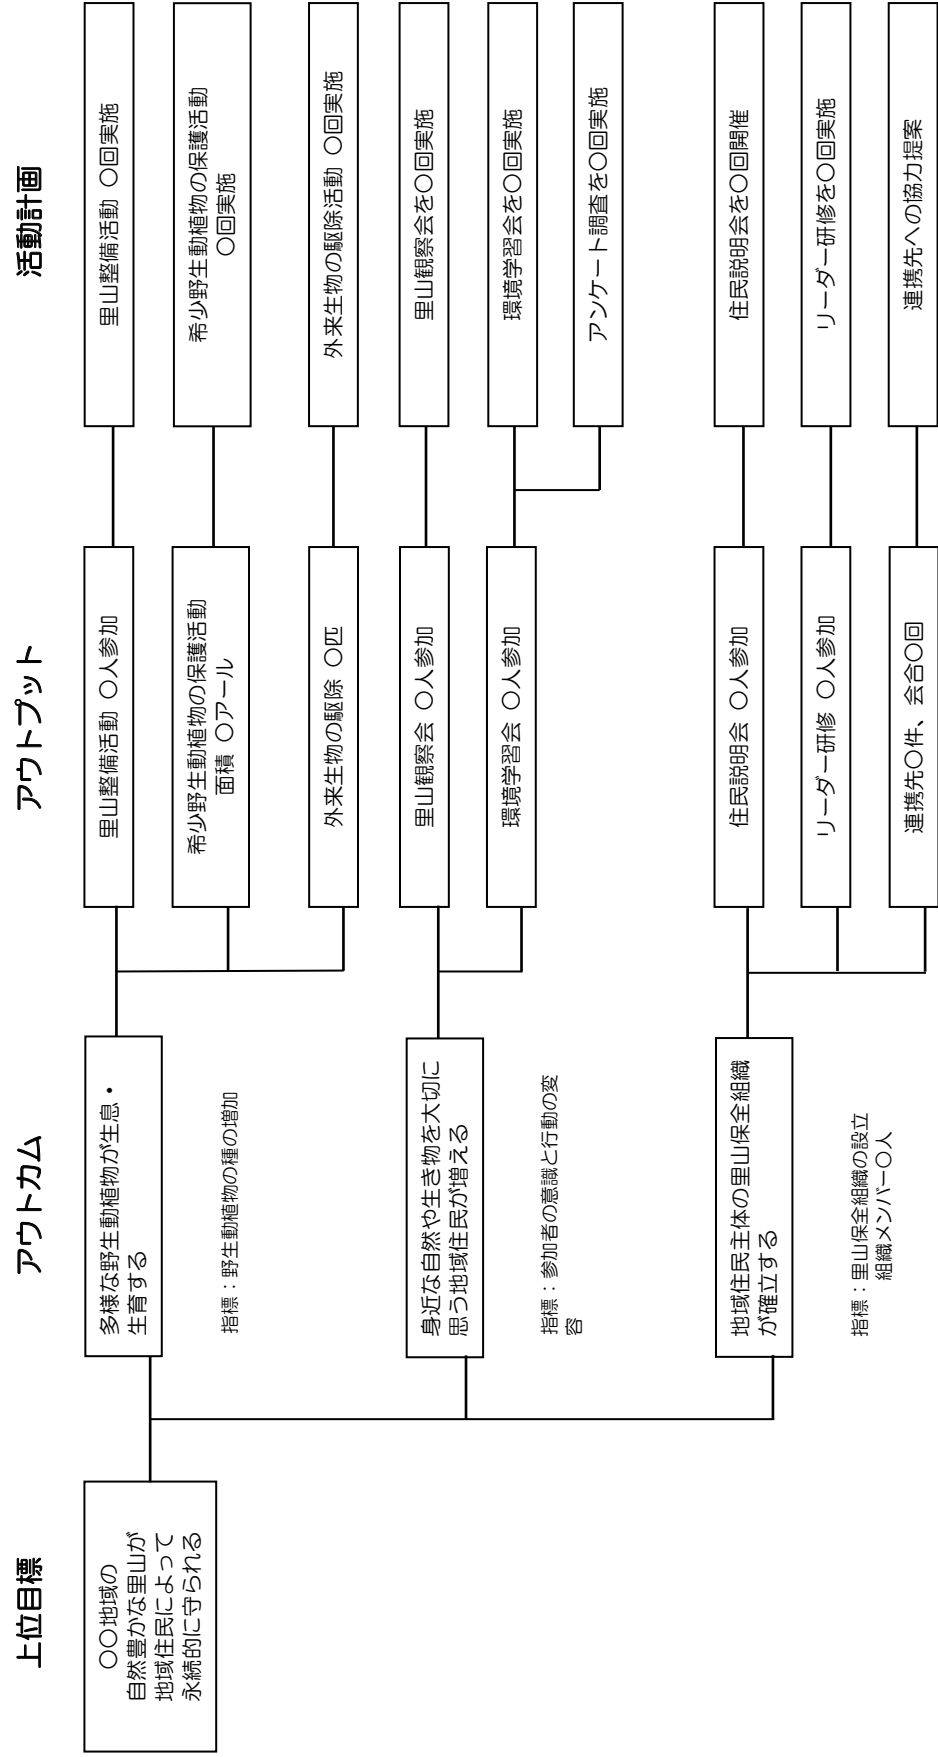 上位目標
アウトカム
アウトプット
活動計画
〇〇地域の
自然豊かな里山が
地域住民によって
永続的に守られる
多様な野生動植物が生息・
生育する
指標：野生動植物の種の増加
里山整備活動 〇人参加
里山整備活動 〇回実施
希少野生動植物の保護活動
面積 〇アール
希少野生動植物の保護活動
〇回実施
外来生物の駆除 〇匹
外来生物の駆除活動 〇回実施
身近な自然や生き物を大切に
思う地域住民が増える
指標：参加者の意識と行動の変
容
里山観察会 〇人参加
里山観察会を〇回実施
環境学習会 〇人参加
環境学習会を〇回実施
アンケート調査を〇回実施
地域住民主体の里山保全組織
が確立する
指標：里山保全組織の設立
組織メンバー〇人
住民説明会 〇人参加
住民説明会を〇回開催
リーダー研修 〇人参加
リーダー研修を〇回実施
連携先〇件、会合〇回
連携先への協力提案